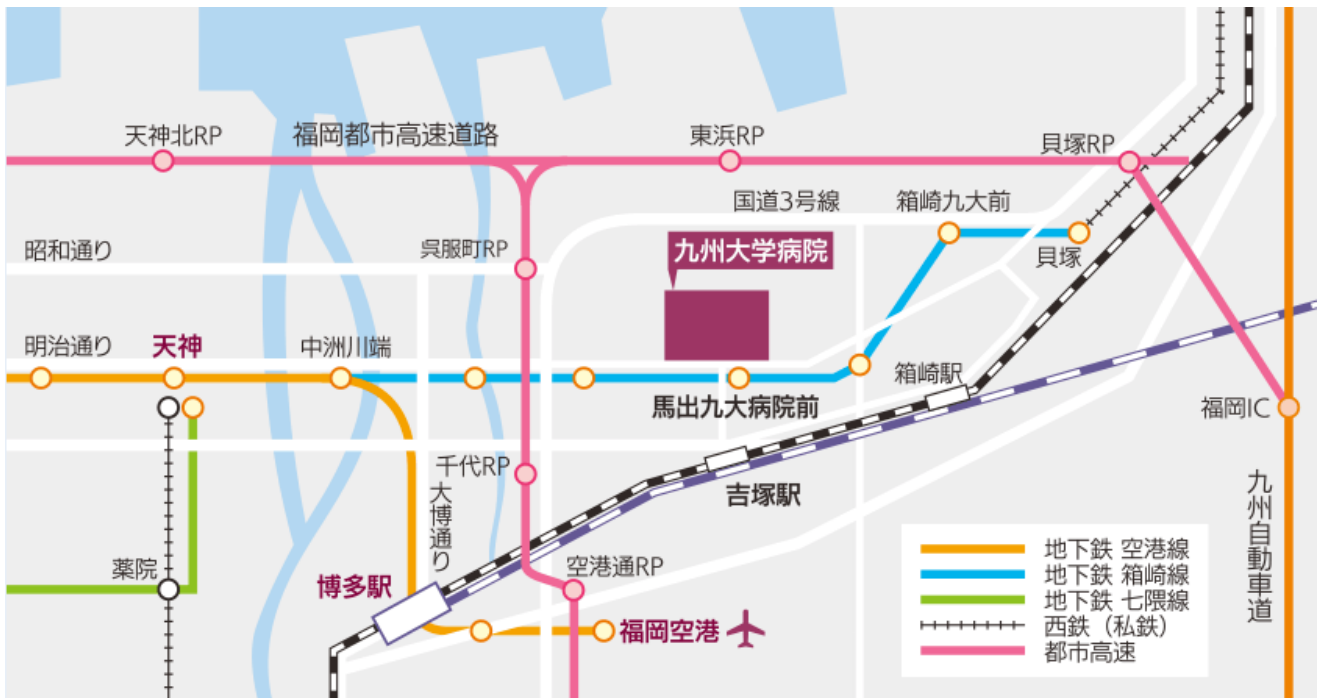 天神北RP
福岡都市高速道路
東浜RP
貝塚RP
国道3号線
箱崎九大前
昭和通り
呉服町RP
九州大学病院
貝塚
明治通り
天神
中洲川端
箱崎駅
馬出九大病院前
福岡IC
千代RP
吉塚駅
大博通り
九州自動車道
薬院
空港通RP
博多駅
福岡空港
地下鉄 空港線
地下鉄 箱崎線
地下鉄 七隈線
西鉄（私鉄）
都市高速